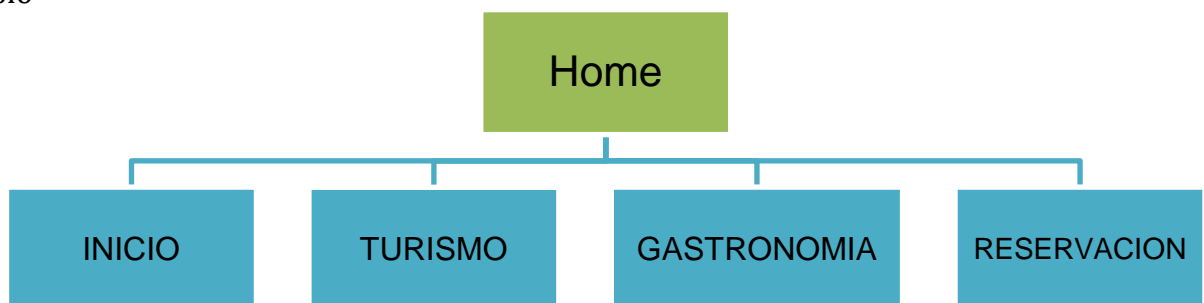 Home
INICIO
TURISMO
GASTRONOMIA
RESERVACION